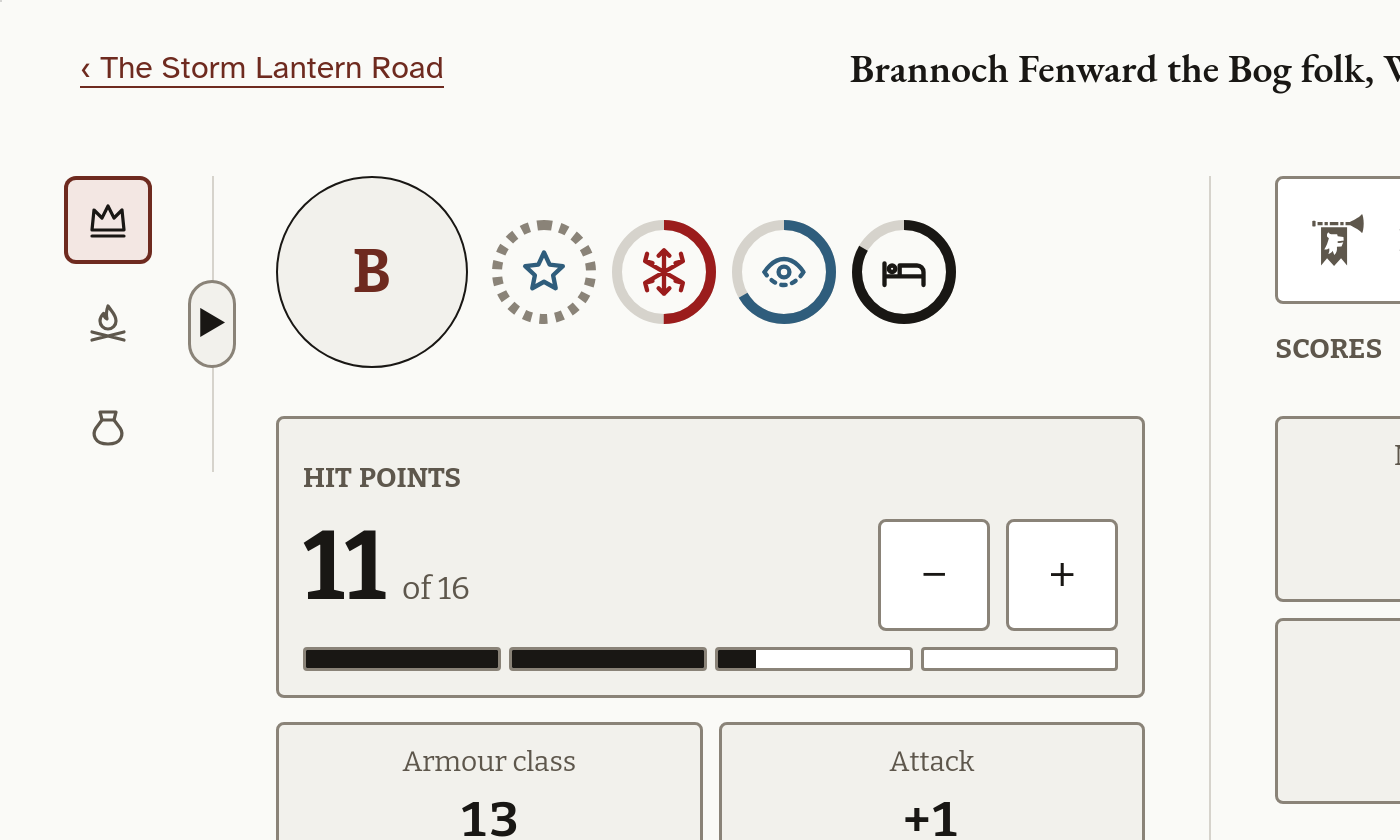 ‹ The Storm Lantern Road
Brannoch Fenward the Bog folk,
B
SCORES
HIT POINTS
11 of 16
− +
Armour class
13
Attack
+1